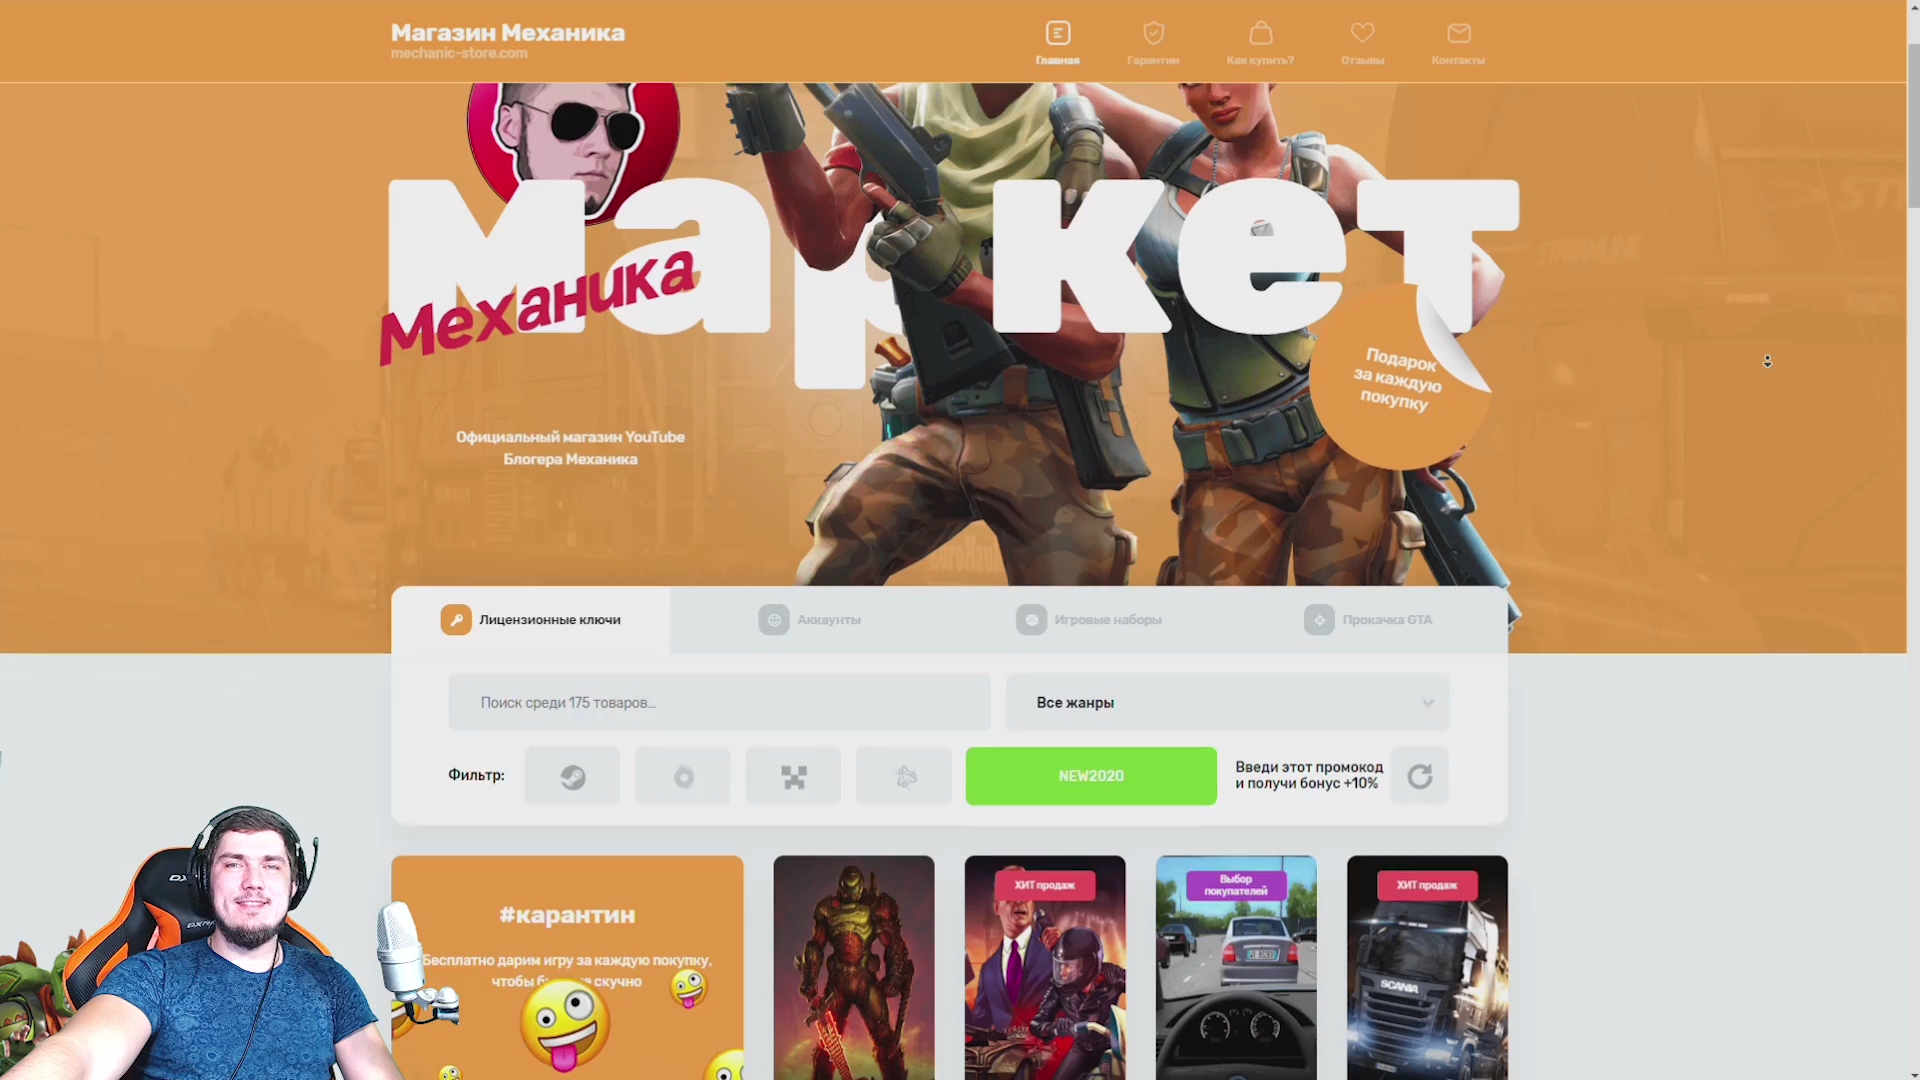 Магазин Механика
mechanic-store.com
Главная
Гарантии
Как купить?
Отзывы
Контакты
Маркет
Механика
Подарок
за каждую
покупку
Официальный магазин YouTube
Блогера Механика
Лицензионные ключи
Аккаунты
Игровые наборы
Прокачка GTA
Поиск среди 175 товаров...
Все жанры
Фильтр:
NEW2020
Введи этот промокод
и получи бонус +10%
#карантин
Бесплатно дарим игру за каждую покупку,
чтобы скучно
ХИТ продаж
Выбор
покупателей
ХИТ продаж
SCANIA